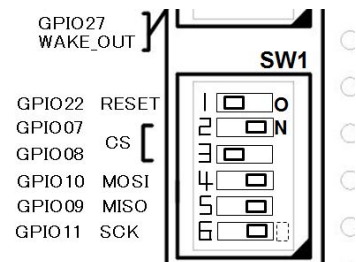 GPIO27
WAKE_OUT
SW1
GPIO22 RESET 1 O
GPIO07 2 N
CS
GPIO08 3
GPIO10 MOSI 4
GPIO09 MISO 5
GPIO11 SCK 6